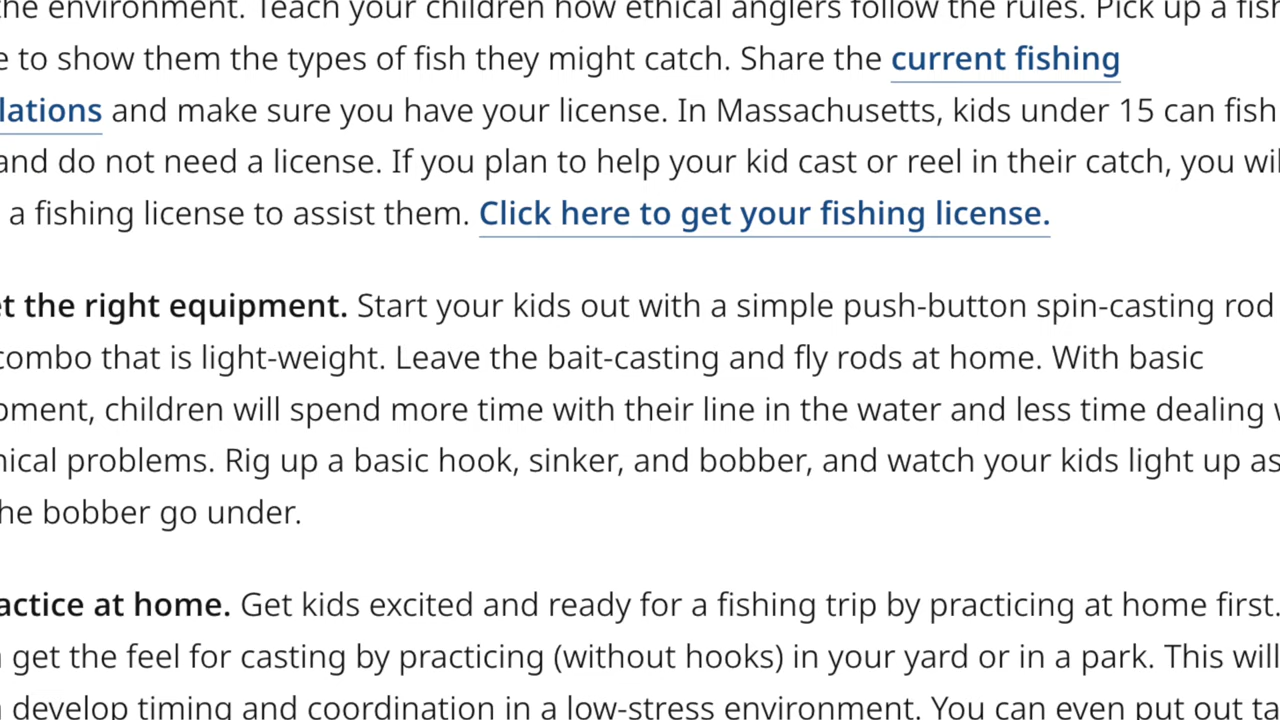 the environment. Teach your children how ethical anglers follow the rules. Pick up a fish
e to show them the types of fish they might catch. Share the current fishing
lations and make sure you have your license. In Massachusetts, kids under 15 can fish
and do not need a license. If you plan to help your kid cast or reel in their catch, you wil
a fishing license to assist them. Click here to get your fishing license.
et the right equipment. Start your kids out with a simple push-button spin-casting rod
combo that is light-weight. Leave the bait-casting and fly rods at home. With basic
pment, children will spend more time with their line in the water and less time dealing w
nical problems. Rig up a basic hook, sinker, and bobber, and watch your kids light up as
he bobber go under.
actice at home. Get kids excited and ready for a fishing trip by practicing at home first.
get the feel for casting by practicing (without hooks) in your yard or in a park. This will
develop timing and coordination in a low-stress environment. You can even put out ta